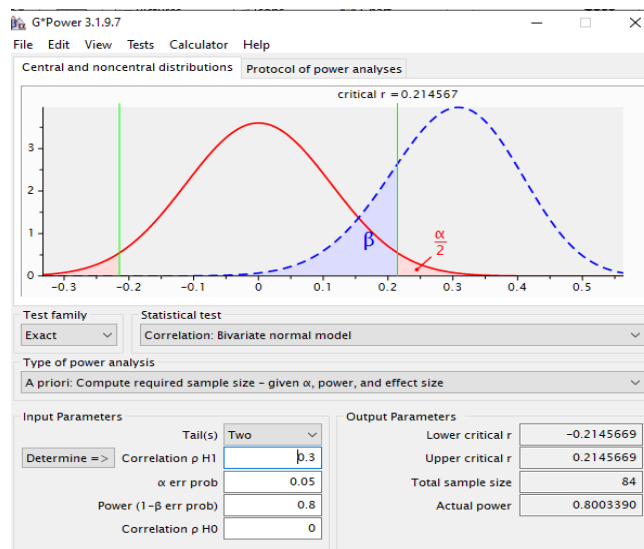 G*Power 3.1.9.7
File Edit View Tests Calculator Help
Central and noncentral distributions Protocol of power analyses
critical r = 0.214567
3
2
1
0
β
α
2
-0.3 -0.2 -0.1 0 0.1 0.2 0.3 0.4 0.5
Test family Statistical test
Exact Correlation: Bivariate normal model
Type of power analysis
A priori: Compute required sample size - given α, power, and effect size
Input Parameters Output Parameters
Tail(s) Two Lower critical r -0.2145669
Determine => Correlation ρ H1 0.3 Upper critical r 0.2145669
α err prob 0.05 Total sample size 84
Power (1-β err prob) 0.8 Actual power 0.8003390
Correlation ρ H0 0